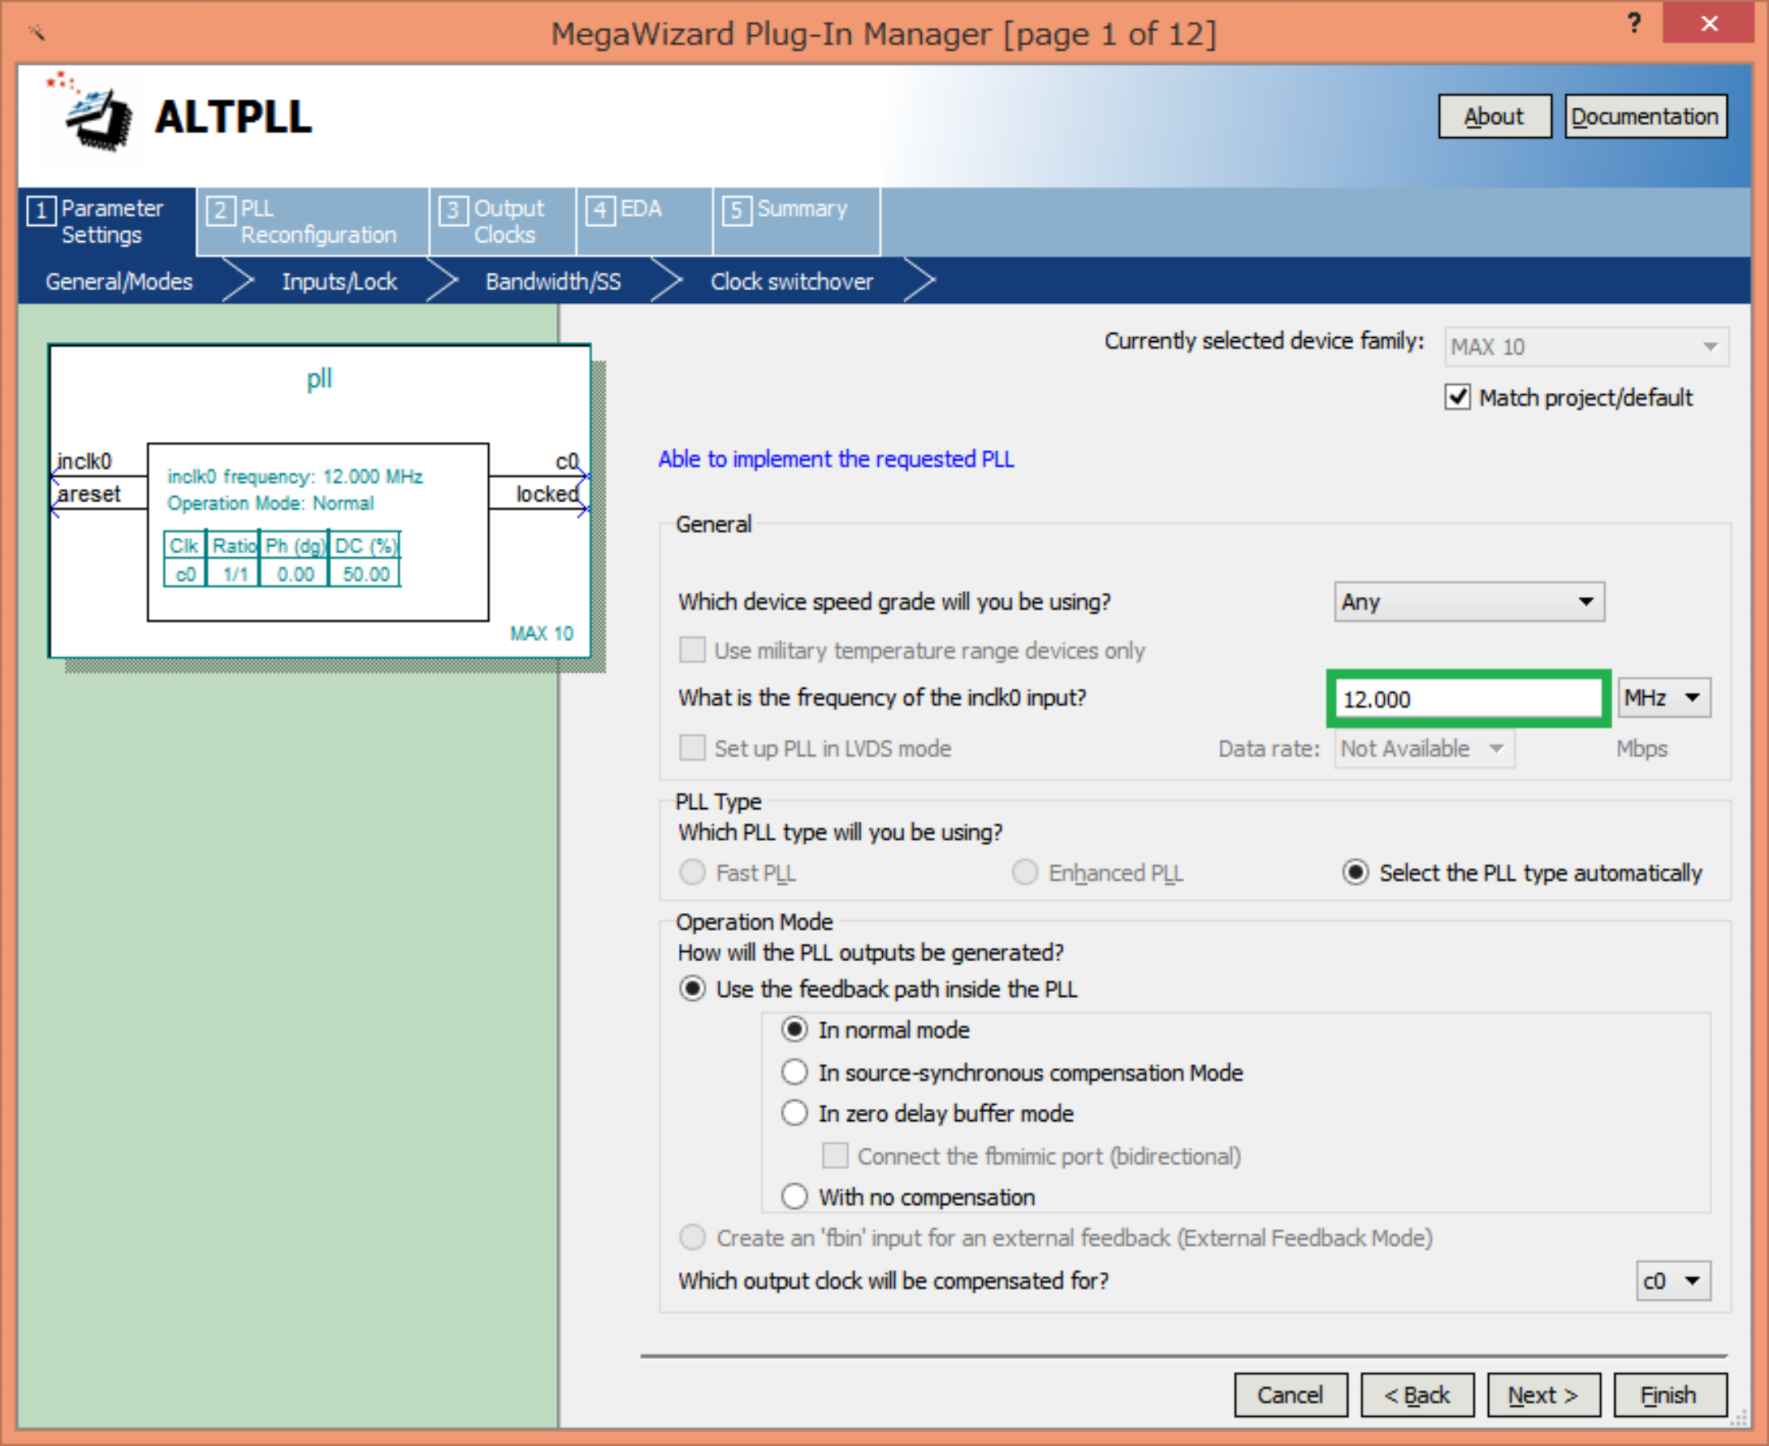 MegaWizard Plug-In Manager [page 1 of 12]
?
ALTPLL
About
Documentation
1 Parameter Settings
2 PLL Reconfiguration
3 Output Clocks
4 EDA
5 Summary
General/Modes
Inputs/Lock
Bandwidth/SS
Clock switchover
pll
inclk0
areset
c0
locked
inclk0 frequency: 12.000 MHz
Operation Mode: Normal
Clk Ratio Ph (dg) DC (%)
c0 1/1 0.00 50.00
MAX 10
Currently selected device family: MAX 10
Match project/default
Able to implement the requested PLL
General
Which device speed grade will you be using? Any
Use military temperature range devices only
What is the frequency of the inclk0 input? 12.000 MHz
Set up PLL in LVDS mode Data rate: Not Available Mbps
PLL Type
Which PLL type will you be using?
Fast PLL Enhanced PLL Select the PLL type automatically
Operation Mode
How will the PLL outputs be generated?
Use the feedback path inside the PLL
In normal mode
In source-synchronous compensation Mode
In zero delay buffer mode
Connect the fbmimic port (bidirectional)
With no compensation
Create an 'fbin' input for an external feedback (External Feedback Mode)
Which output clock will be compensated for? c0
Cancel < Back Next > Finish